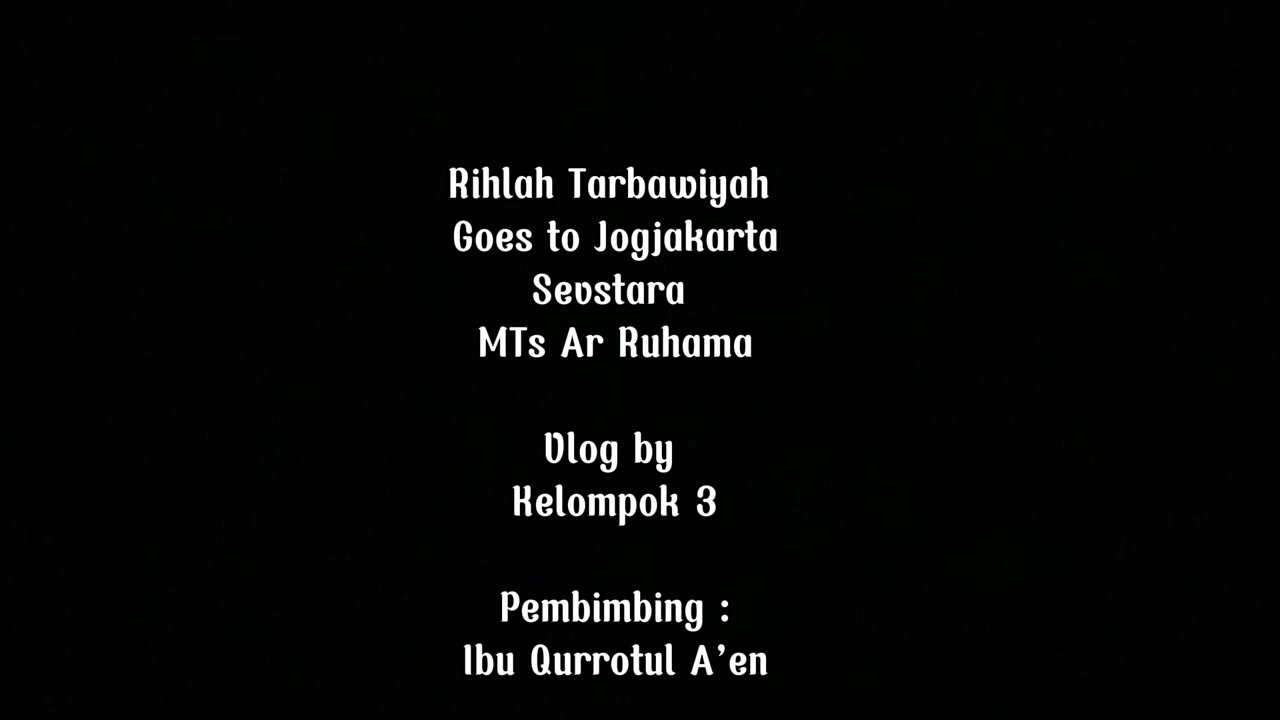 Rihlah Tarbawiyah
Goes to Jogjakarta
Sevstara
MTs Ar Ruhama
Vlog by
Kelompok 3
Pembimbing :
Ibu Qurrotul A'en